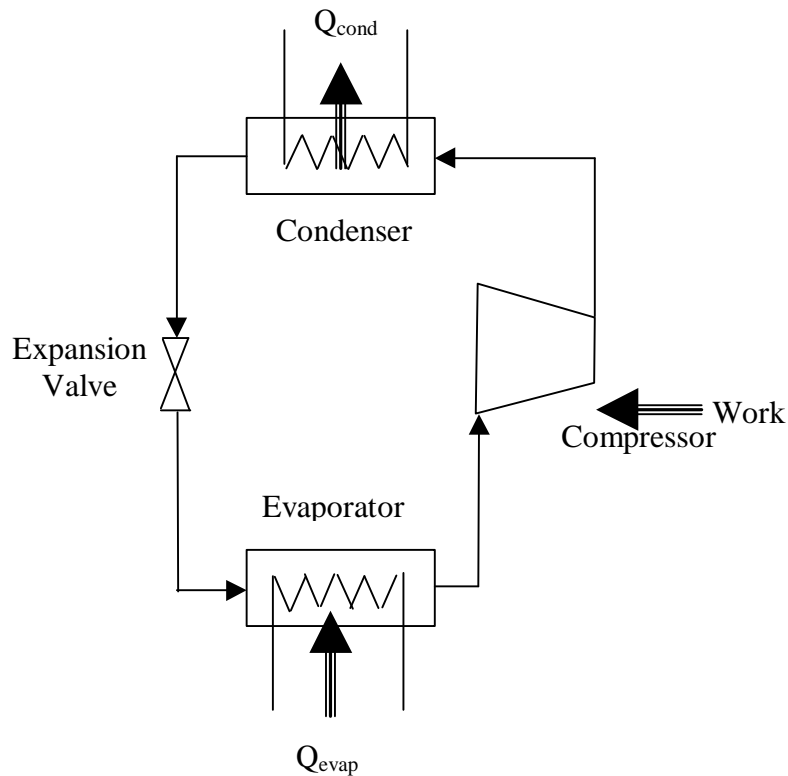 Qcond
Condenser
Expansion
Valve
Work
Compressor
Evaporator
Qevap